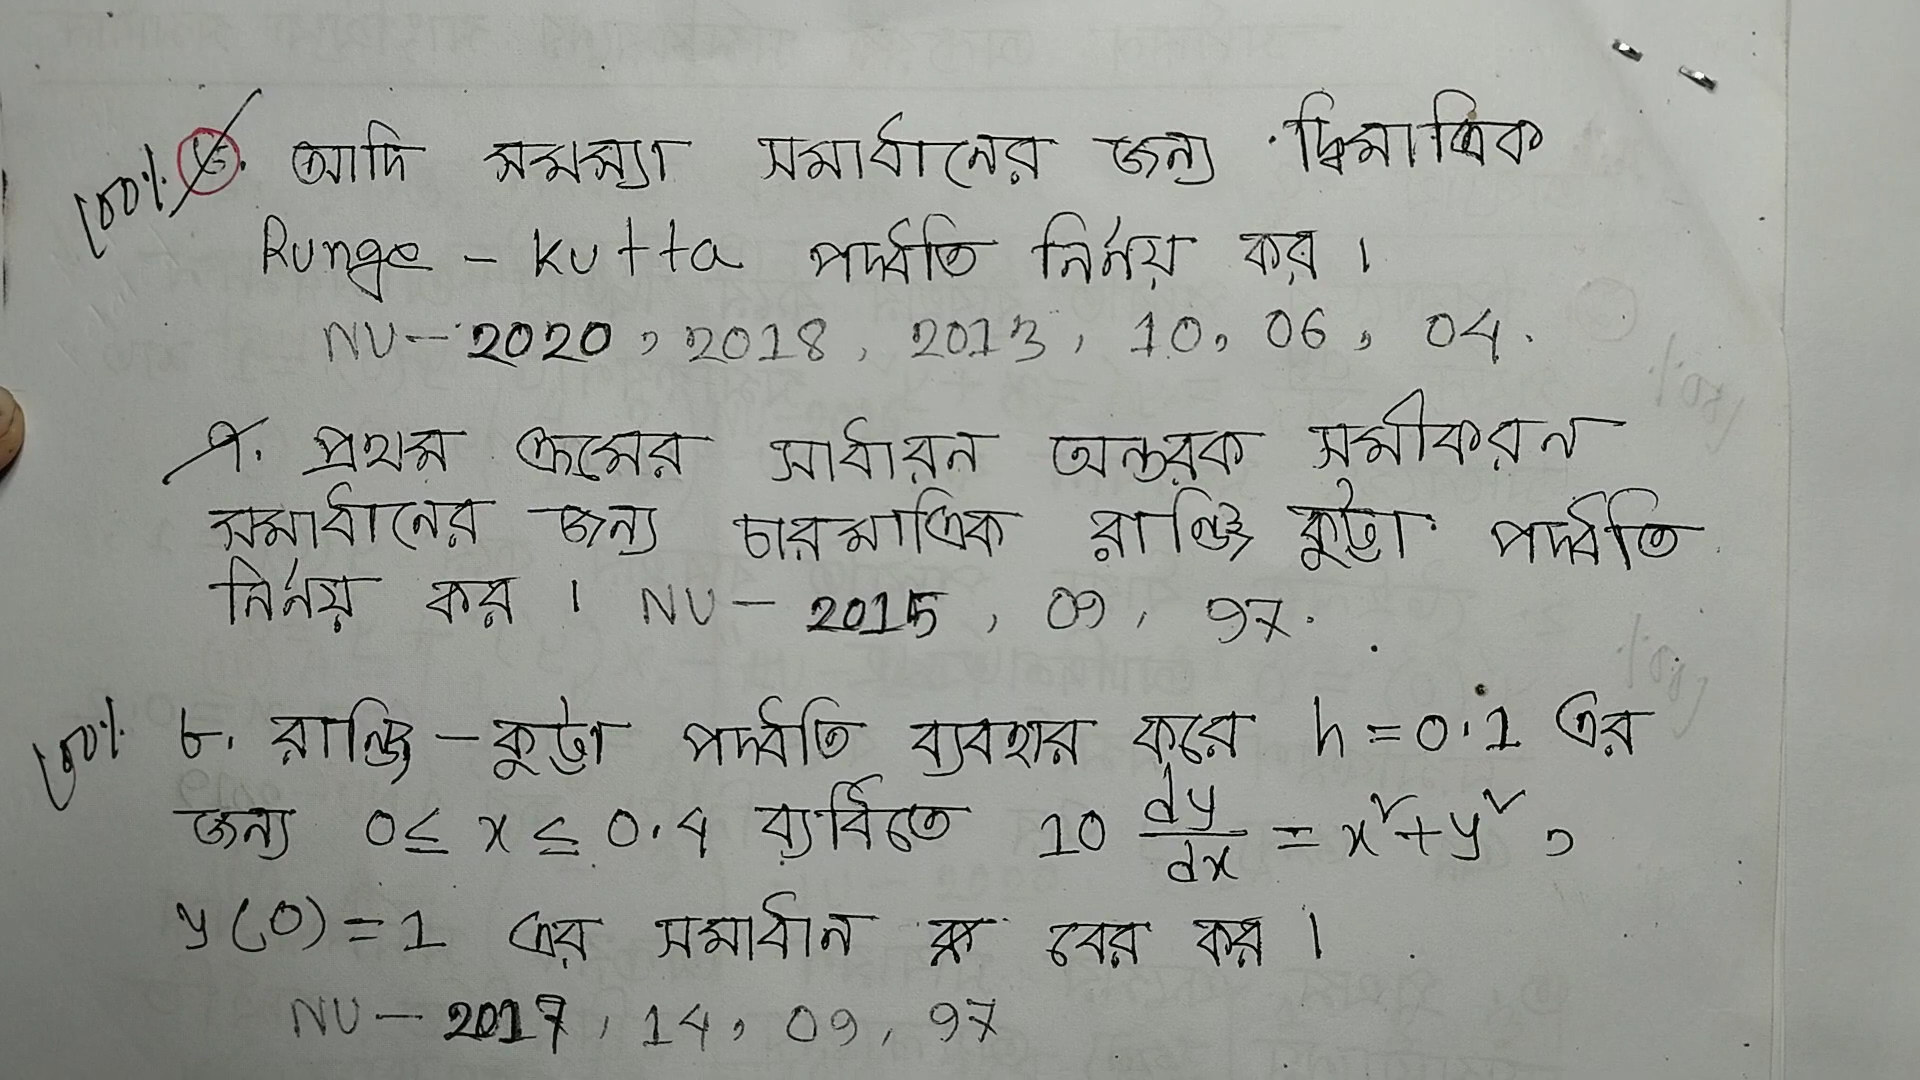 100% ৬. আদি সমস্যা সমাধানের জন্য দ্বিমাত্রিক
Runge - Kutta পদ্ধতি নির্ণয় কর ।
NU - 2020, 2018, 2013, 10, 06, 04.
৭. প্রথম ক্রমের সাধারন অন্তরক সমীকরন
সমাধানের জন্য চারমাত্রিক রাঞ্জি কুট্টা পদ্ধতি
নির্ণয় কর । NU - 2015, 09, 97.
100% ৮. রাঞ্জি - কুট্টা পদ্ধতি ব্যবহার করে h = 0.1 এর
জন্য 0 ≤ x ≤ 0.4 ব্যবধিতে 10 dy/dx = x² + y² ,
y(0) = 1 এর সমাধান বের কর ।
NU - 2017, 14, 09, 97